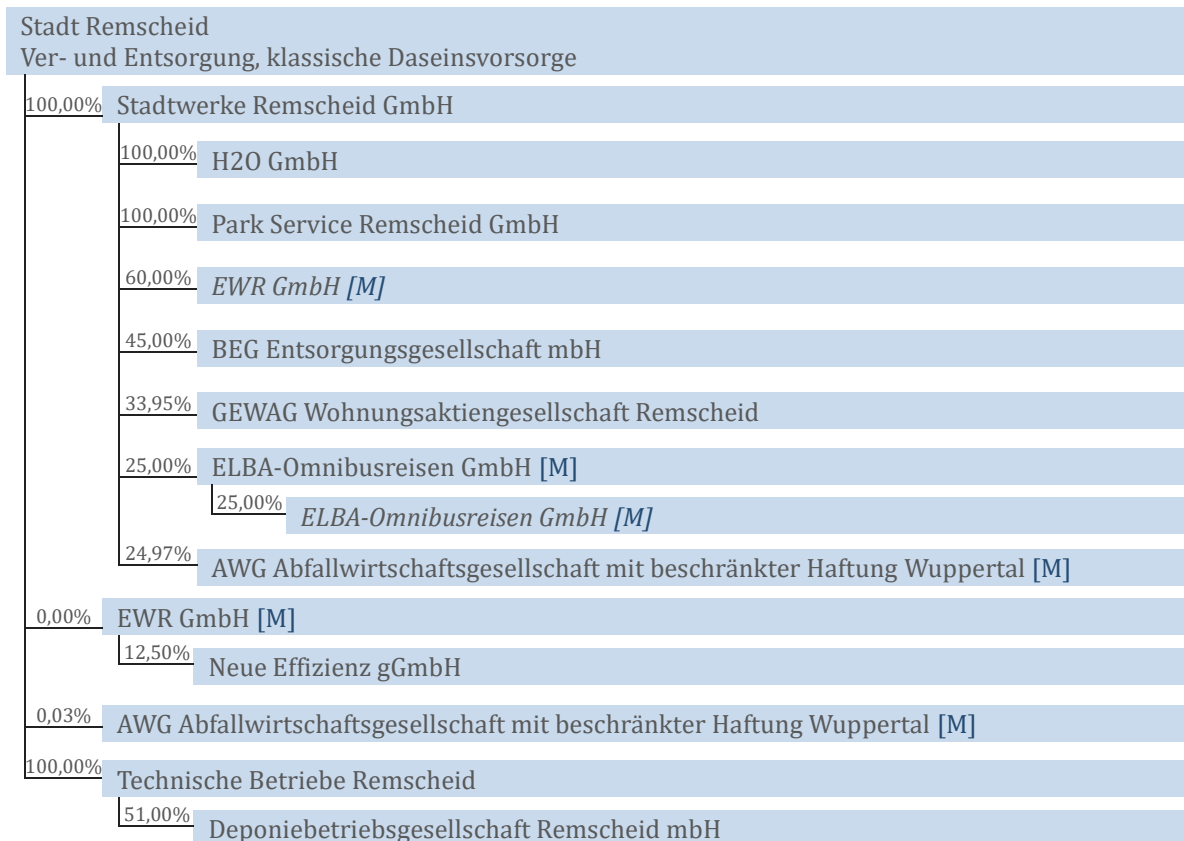 Stadt Remscheid
Ver- und Entsorgung, klassische Daseinsvorsorge
100,00% Stadtwerke Remscheid GmbH
100,00% H2O GmbH
100,00% Park Service Remscheid GmbH
60,00% EWR GmbH [M]
45,00% BEG Entsorgungsgesellschaft mbH
33,95% GEWAG Wohnungsaktiengesellschaft Remscheid
25,00% ELBA-Omnibusreisen GmbH [M]
25,00% ELBA-Omnibusreisen GmbH [M]
24,97% AWG Abfallwirtschaftsgesellschaft mit beschränkter Haftung Wuppertal [M]
0,00% EWR GmbH [M]
12,50% Neue Effizienz gGmbH
0,03% AWG Abfallwirtschaftsgesellschaft mit beschränkter Haftung Wuppertal [M]
100,00% Technische Betriebe Remscheid
51,00% Deponiebetriebsgesellschaft Remscheid mbH